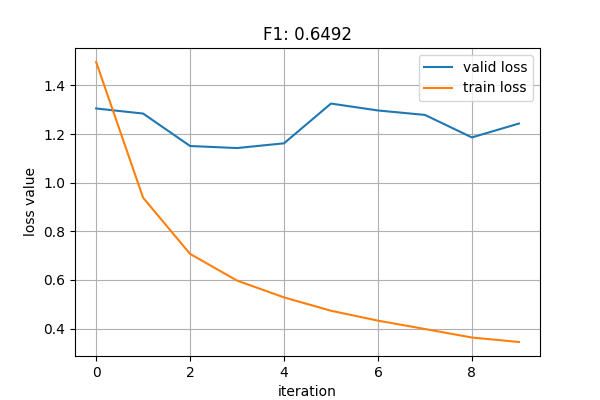 F1: 0.6492
valid loss
train loss
1.4
1.2
1.0
0.8
0.6
0.4
loss value
0 2 4 6 8
iteration